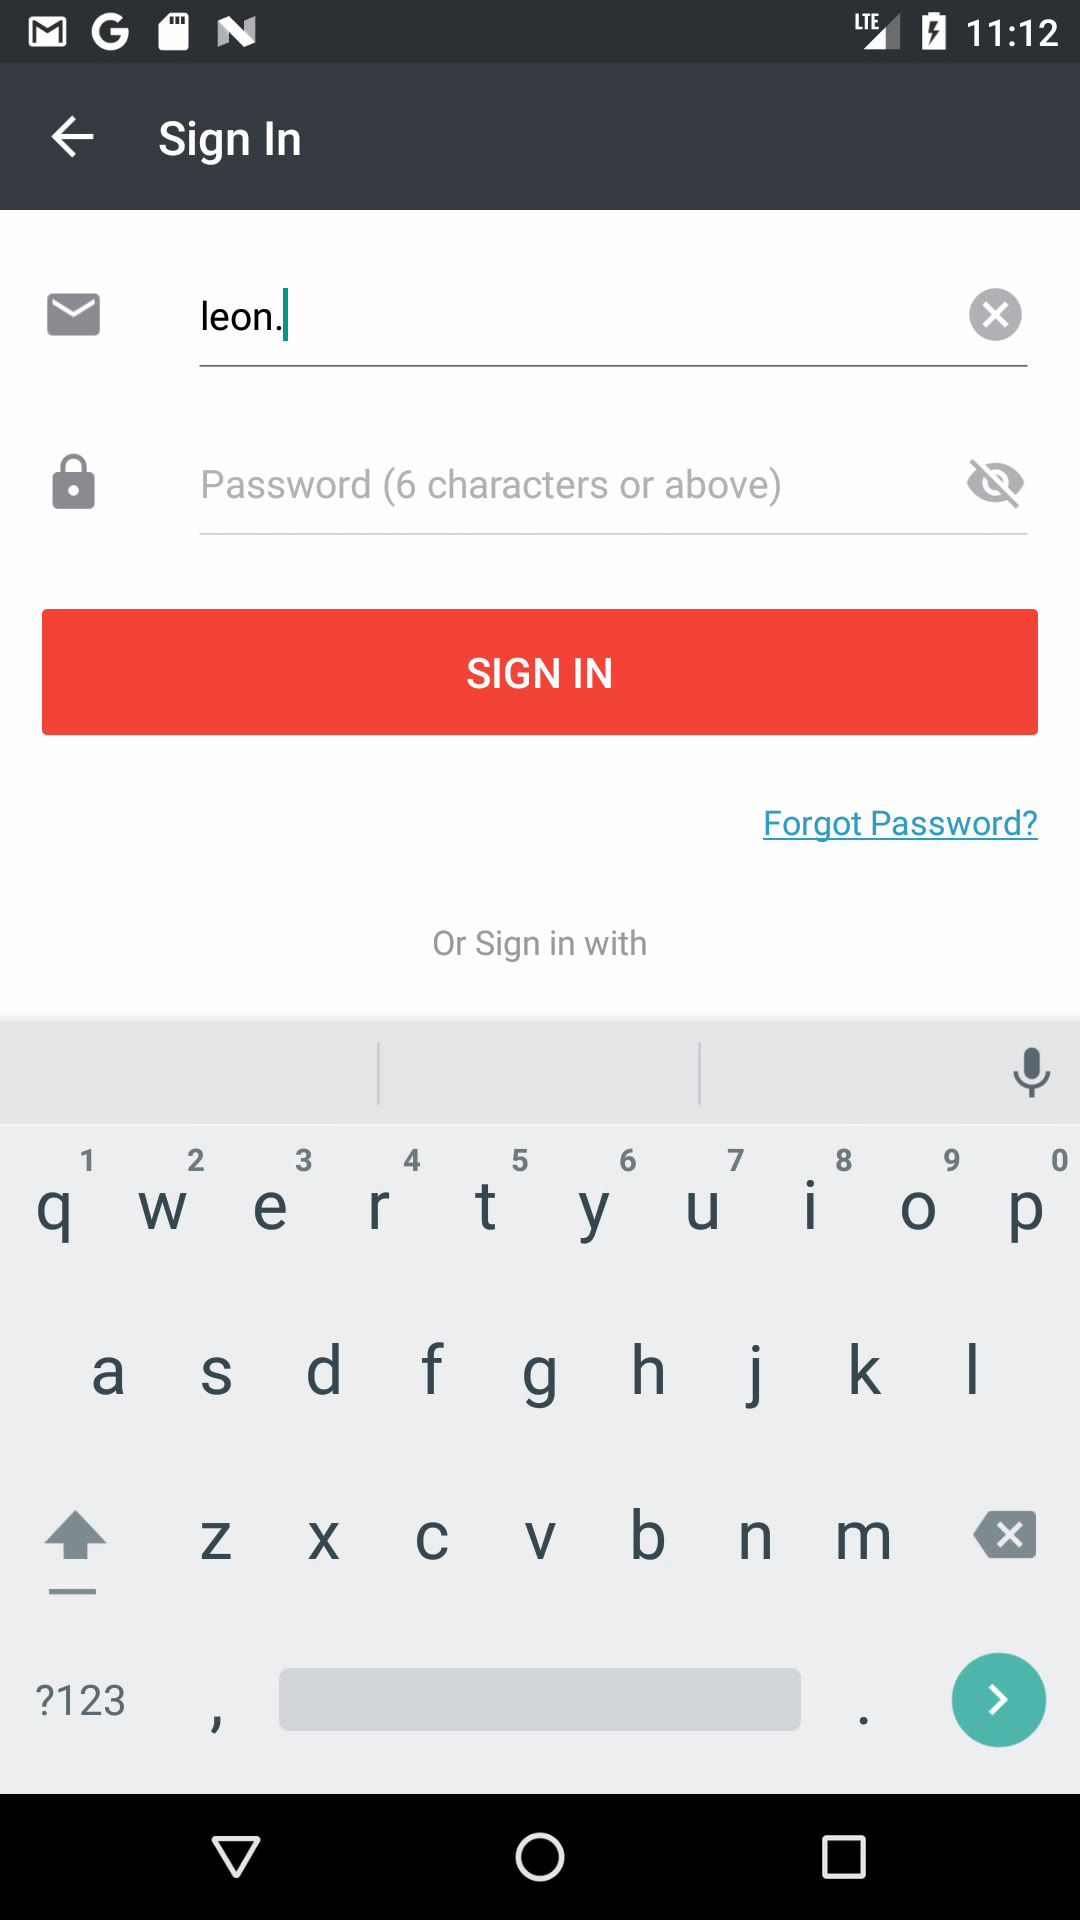 LTE 11:12
Sign In
leon.
Password (6 characters or above)
SIGN IN
Forgot Password?
Or Sign in with
1 2 3 4 5 6 7 8 9 0
q w e r t y u i o p
a s d f g h j k l
z x c v b n m
?123 , .